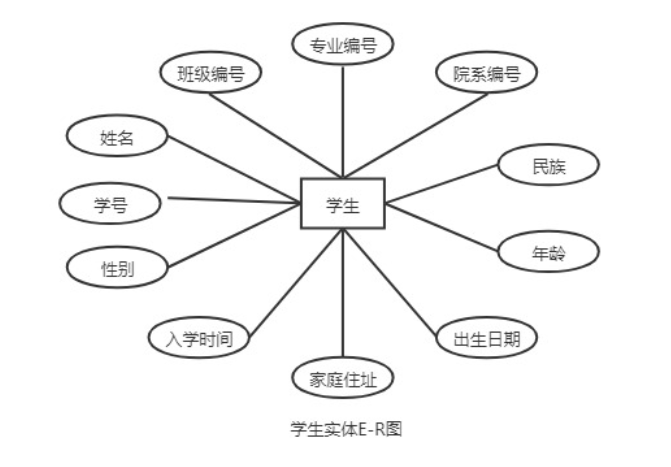 专业编号
班级编号
院系编号
姓名
民族
学号
学生
性别
年龄
入学时间
出生日期
家庭住址
学生实体E-R图